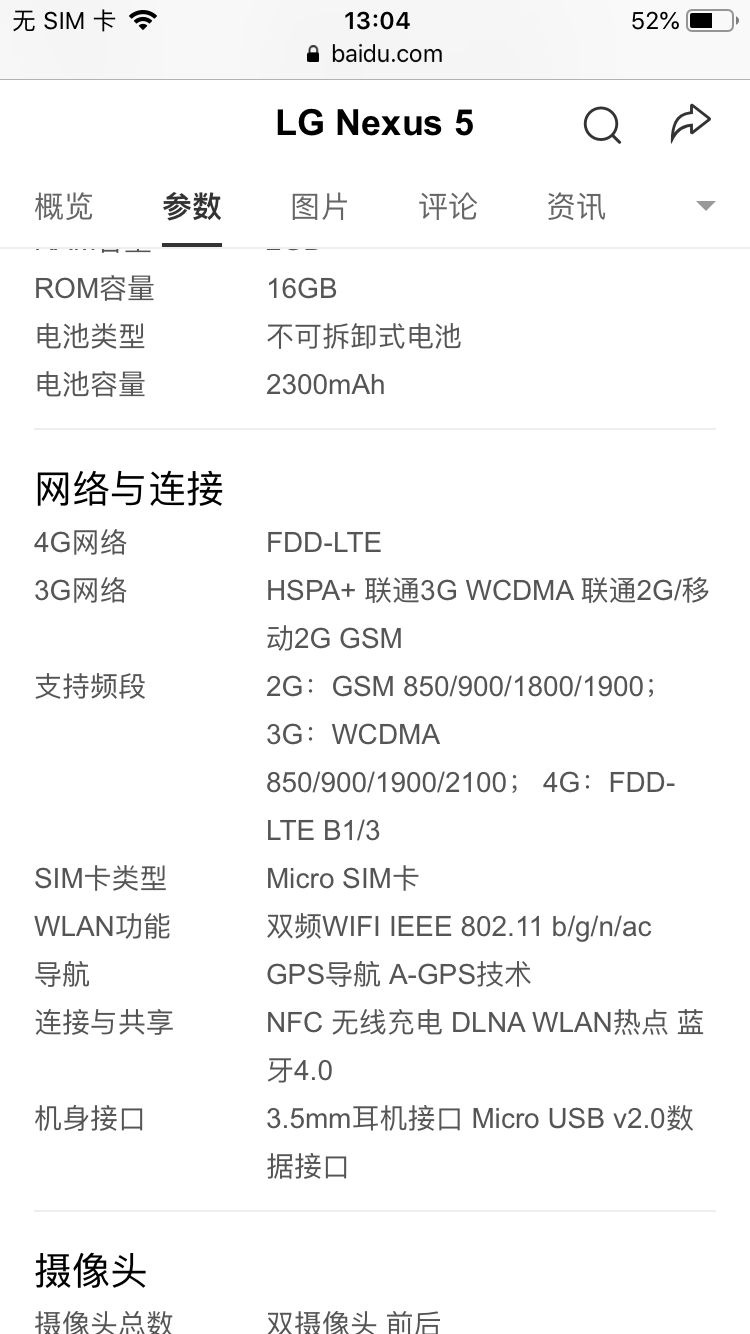 无 SIM 卡 13:04 52%
baidu.com
LG Nexus 5
概览 参数 图片 评论 资讯
ROM容量 16GB
电池类型 不可拆卸式电池
电池容量 2300mAh
网络与连接
4G网络 FDD-LTE
3G网络 HSPA+ 联通3G WCDMA 联通2G/移
动2G GSM
支持频段 2G：GSM 850/900/1800/1900；
3G：WCDMA
850/900/1900/2100； 4G：FDD-
LTE B1/3
SIM卡类型 Micro SIM卡
WLAN功能 双频WIFI IEEE 802.11 b/g/n/ac
导航 GPS导航 A-GPS技术
连接与共享 NFC 无线充电 DLNA WLAN热点 蓝
牙4.0
机身接口 3.5mm耳机接口 Micro USB v2.0数
据接口
摄像头
摄像头总数 双摄像头 前后